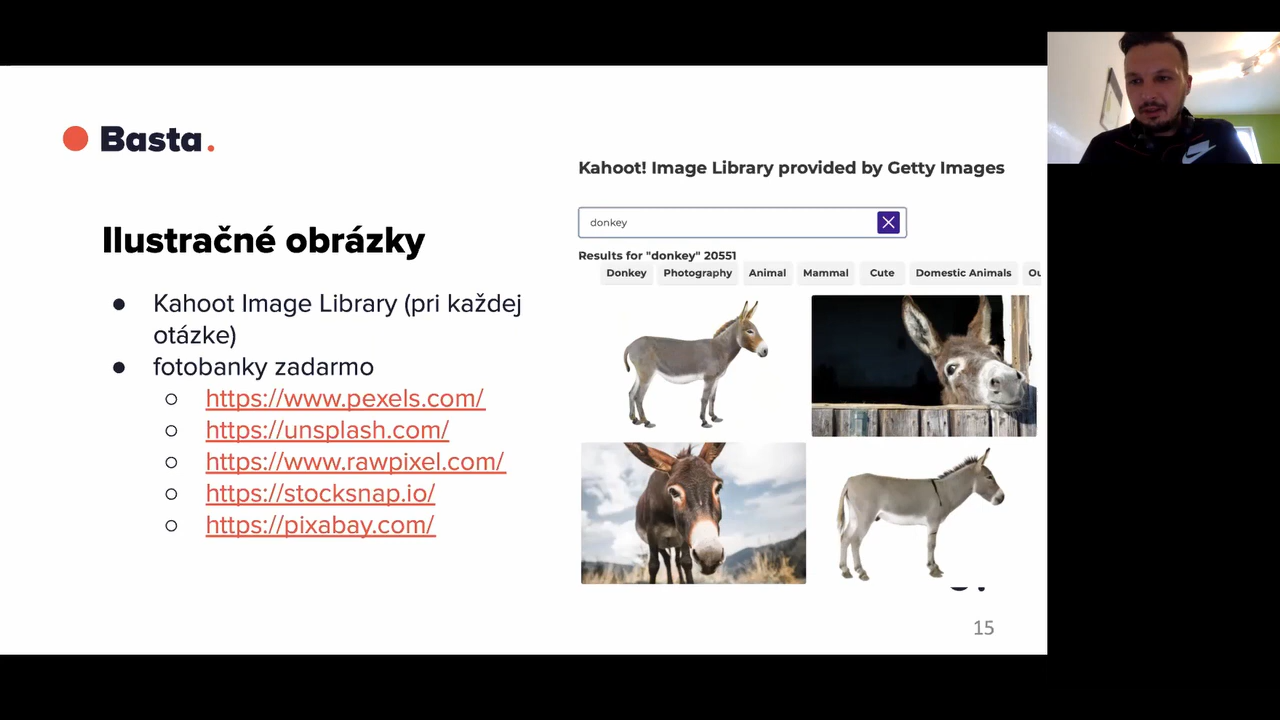 Basta.
Ilustračné obrázky
● Kahoot Image Library (pri každej
otázke)
● fotobanky zadarmo
○ https://www.pexels.com/
○ https://unsplash.com/
○ https://www.rawpixel.com/
○ https://stocksnap.io/
○ https://pixabay.com/
Kahoot! Image Library provided by Getty Images
donkey
Results for "donkey" 20551
Donkey Photography Animal Mammal Cute Domestic Animals Ou
15